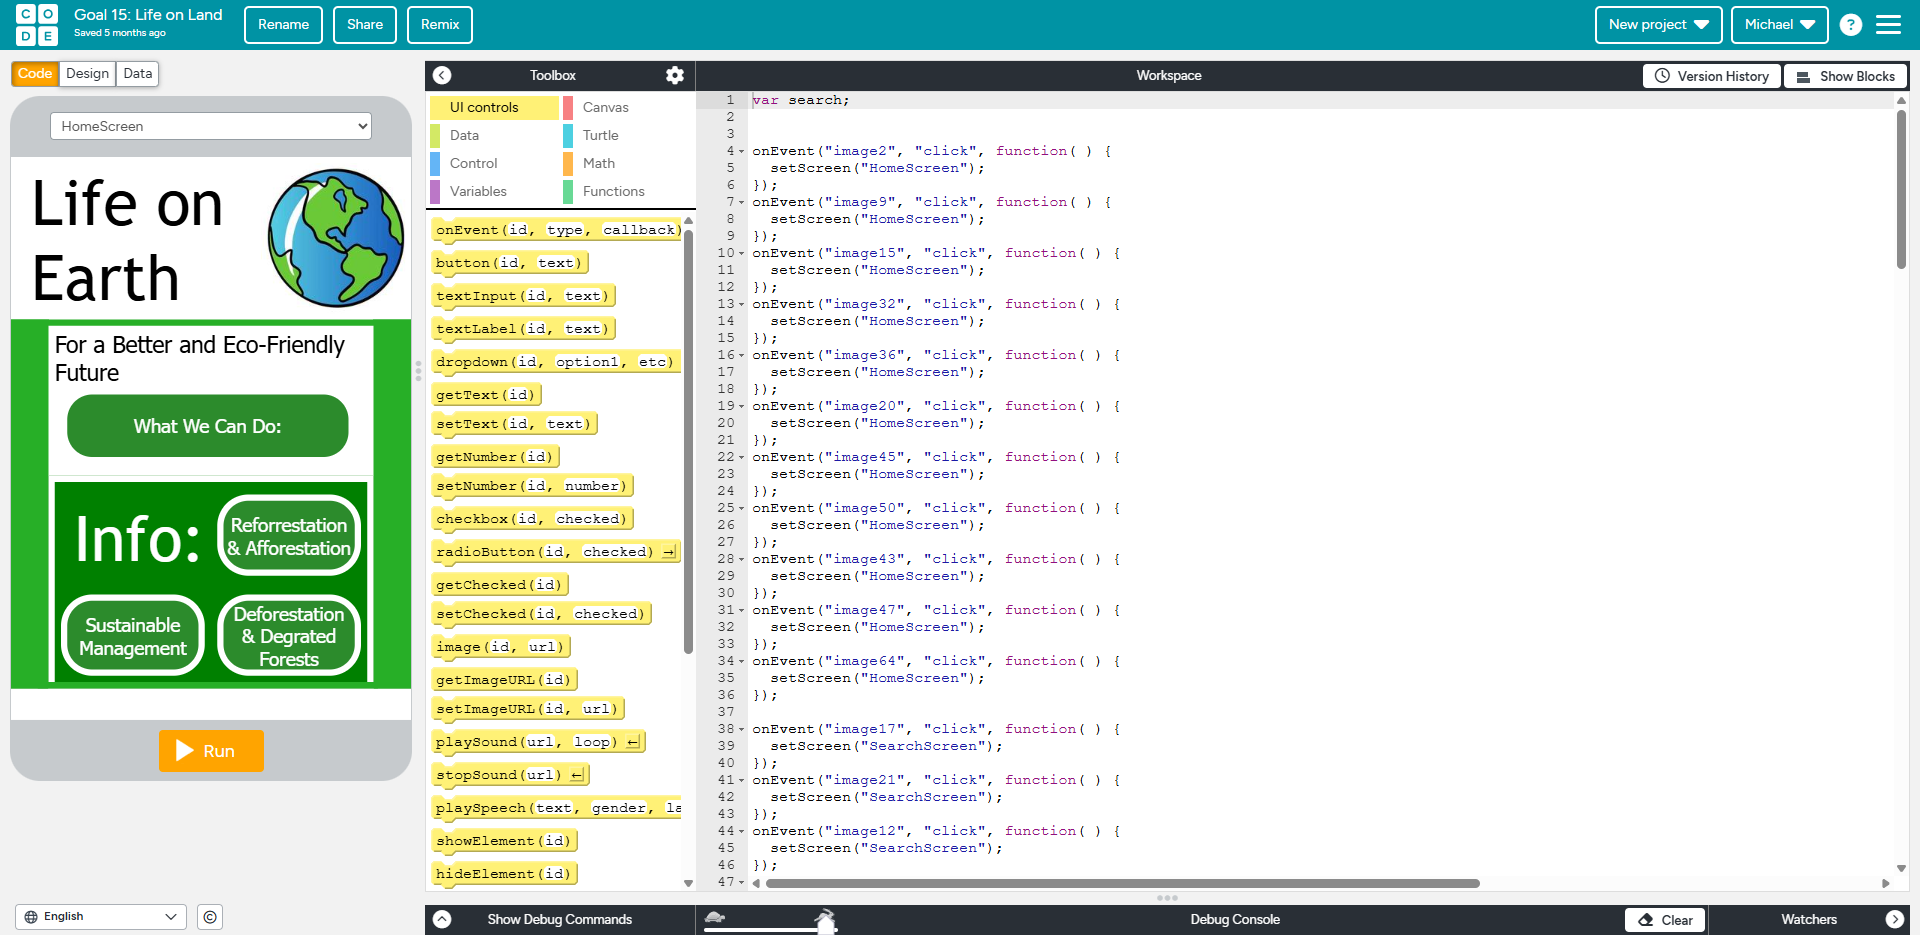 CODE
Goal 15: Life on Land
Saved 5 months ago
Rename
Share
Remix
New project
Michael
?
Code
Design
Data
HomeScreen
Life on
Earth
For a Better and Eco-Friendly
Future
What We Can Do:
Info:
Reforrestation
& Afforestation
Sustainable
Management
Deforestation
& Degrated
Forests
Run
English
©
Toolbox
UI controls
Canvas
Data
Turtle
Control
Math
Variables
Functions
onEvent(id, type, callback)
button(id, text)
textInput(id, text)
textLabel(id, text)
dropdown(id, option1, etc)
getText(id)
setText(id, text)
getNumber(id)
setNumber(id, number)
checkbox(id, checked)
radioButton(id, checked) →
getChecked(id)
setChecked(id, checked)
image(id, url)
getImageURL(id)
setImageURL(id, url)
playSound(url, loop) ←
stopSound(url) ←
playSpeech(text, gender, la
showElement(id)
hideElement(id)
Workspace
Version History
Show Blocks
1 var search;
2
3
4 onEvent("image2", "click", function( ) {
5 setScreen("HomeScreen");
6 });
7 onEvent("image9", "click", function( ) {
8 setScreen("HomeScreen");
9 });
10 onEvent("image15", "click", function( ) {
11 setScreen("HomeScreen");
12 });
13 onEvent("image32", "click", function( ) {
14 setScreen("HomeScreen");
15 });
16 onEvent("image36", "click", function( ) {
17 setScreen("HomeScreen");
18 });
19 onEvent("image20", "click", function( ) {
20 setScreen("HomeScreen");
21 });
22 onEvent("image45", "click", function( ) {
23 setScreen("HomeScreen");
24 });
25 onEvent("image50", "click", function( ) {
26 setScreen("HomeScreen");
27 });
28 onEvent("image43", "click", function( ) {
29 setScreen("HomeScreen");
30 });
31 onEvent("image47", "click", function( ) {
32 setScreen("HomeScreen");
33 });
34 onEvent("image64", "click", function( ) {
35 setScreen("HomeScreen");
36 });
37
38 onEvent("image17", "click", function( ) {
39 setScreen("SearchScreen");
40 });
41 onEvent("image21", "click", function( ) {
42 setScreen("SearchScreen");
43 });
44 onEvent("image12", "click", function( ) {
45 setScreen("SearchScreen");
46 });
47
Show Debug Commands
Debug Console
Clear
Watchers